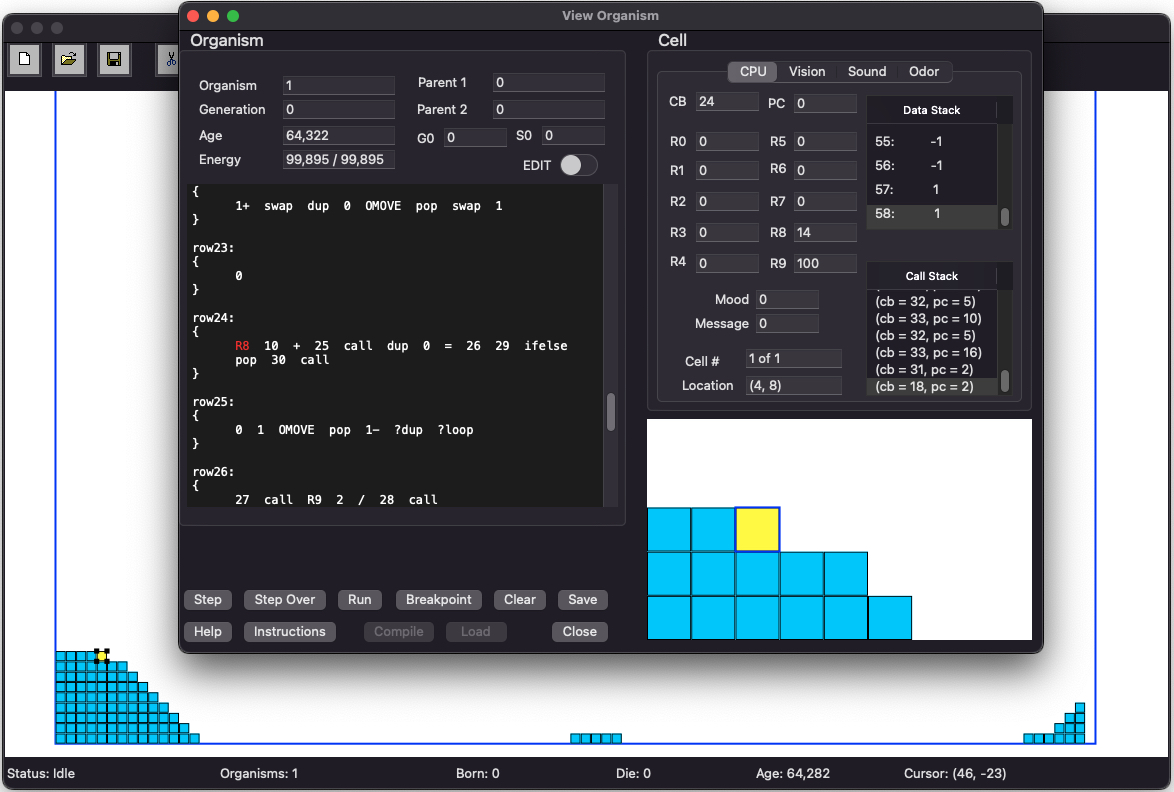 View Organism
Organism
Organism 1
Generation 0
Age 64,322
Energy 99,895 / 99,895
Parent 1 0
Parent 2 0
G0 0 S0 0
EDIT
{
1+ swap dup 0 OMOVE pop swap 1
}
row23:
{
0
}
row24:
{
R8 10 + 25 call dup 0 = 26 29 ifelse
pop 30 call
}
row25:
{
0 1 OMOVE pop 1- ?dup ?loop
}
row26:
{
27 call R9 2 / 28 call
Step Step Over Run Breakpoint Clear Save
Help Instructions Compile Load Close
Cell
CPU Vision Sound Odor
CB 24 PC 0
R0 0 R5 0
R1 0 R6 0
R2 0 R7 0
R3 0 R8 14
R4 0 R9 100
Mood 0
Message 0
Cell # 1 of 1
Location (4, 8)
Data Stack
55: -1
56: -1
57: 1
58: 1
Call Stack
(cb = 32, pc = 5)
(cb = 33, pc = 10)
(cb = 32, pc = 5)
(cb = 33, pc = 16)
(cb = 31, pc = 2)
(cb = 18, pc = 2)
Status: Idle Organisms: 1 Born: 0 Die: 0 Age: 64,282 Cursor: (46, -23)